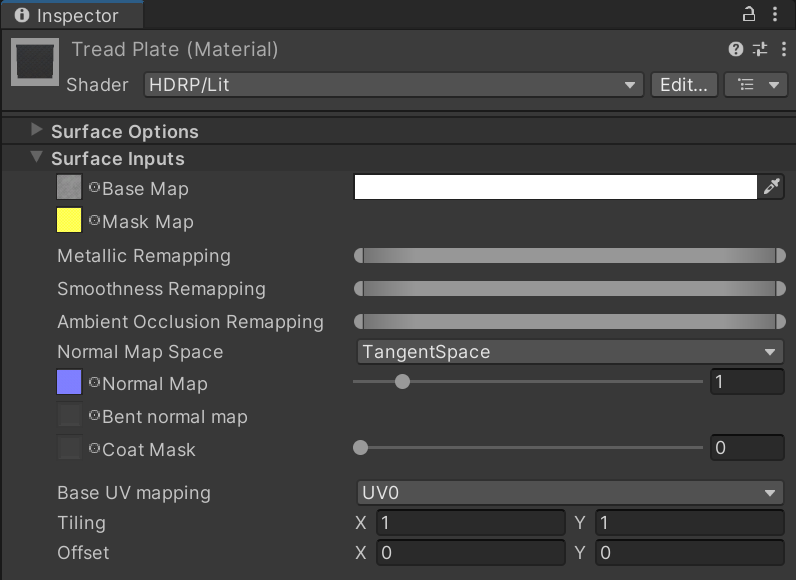 Inspector
Tread Plate (Material)
Shader HDRP/Lit Edit...
Surface Options
Surface Inputs
Base Map
Mask Map
Metallic Remapping
Smoothness Remapping
Ambient Occlusion Remapping
Normal Map Space TangentSpace
Normal Map 1
Bent normal map
Coat Mask 0
Base UV mapping UV0
Tiling X 1 Y 1
Offset X 0 Y 0